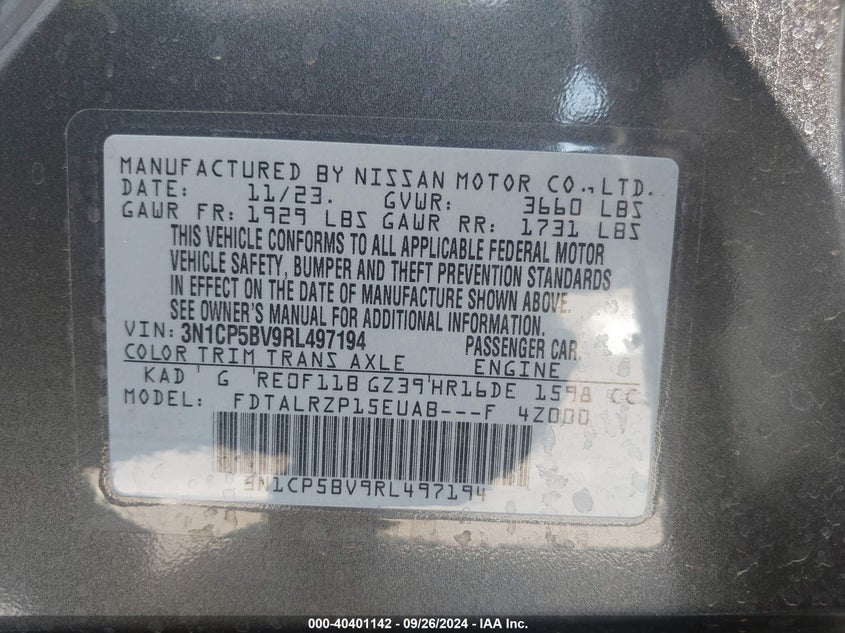 MANUFACTURED BY NISSAN MOTOR CO.,LTD.
DATE: 11/23. GVWR: 3660 LBS
GAWR FR: 1929 LBS GAWR RR: 1731 LBS
THIS VEHICLE CONFORMS TO ALL APPLICABLE FEDERAL MOTOR
VEHICLE SAFETY, BUMPER AND THEFT PREVENTION STANDARDS
IN EFFECT ON THE DATE OF MANUFACTURE SHOWN ABOVE.
SEE OWNER'S MANUAL FOR ADDITIONAL INFORMATION.
VIN: 3N1CP5BV9RL497194 PASSENGER CAR.
COLOR TRIM TRANS AXLE ENGINE
KAD G RE0F11B GZ39 HR16DE 1598 CC
MODEL: FDTALRZP15EUAB---F 4Z000
3N1CP5BV9RL497194
000-40401142 - 09/26/2024 - IAA Inc.